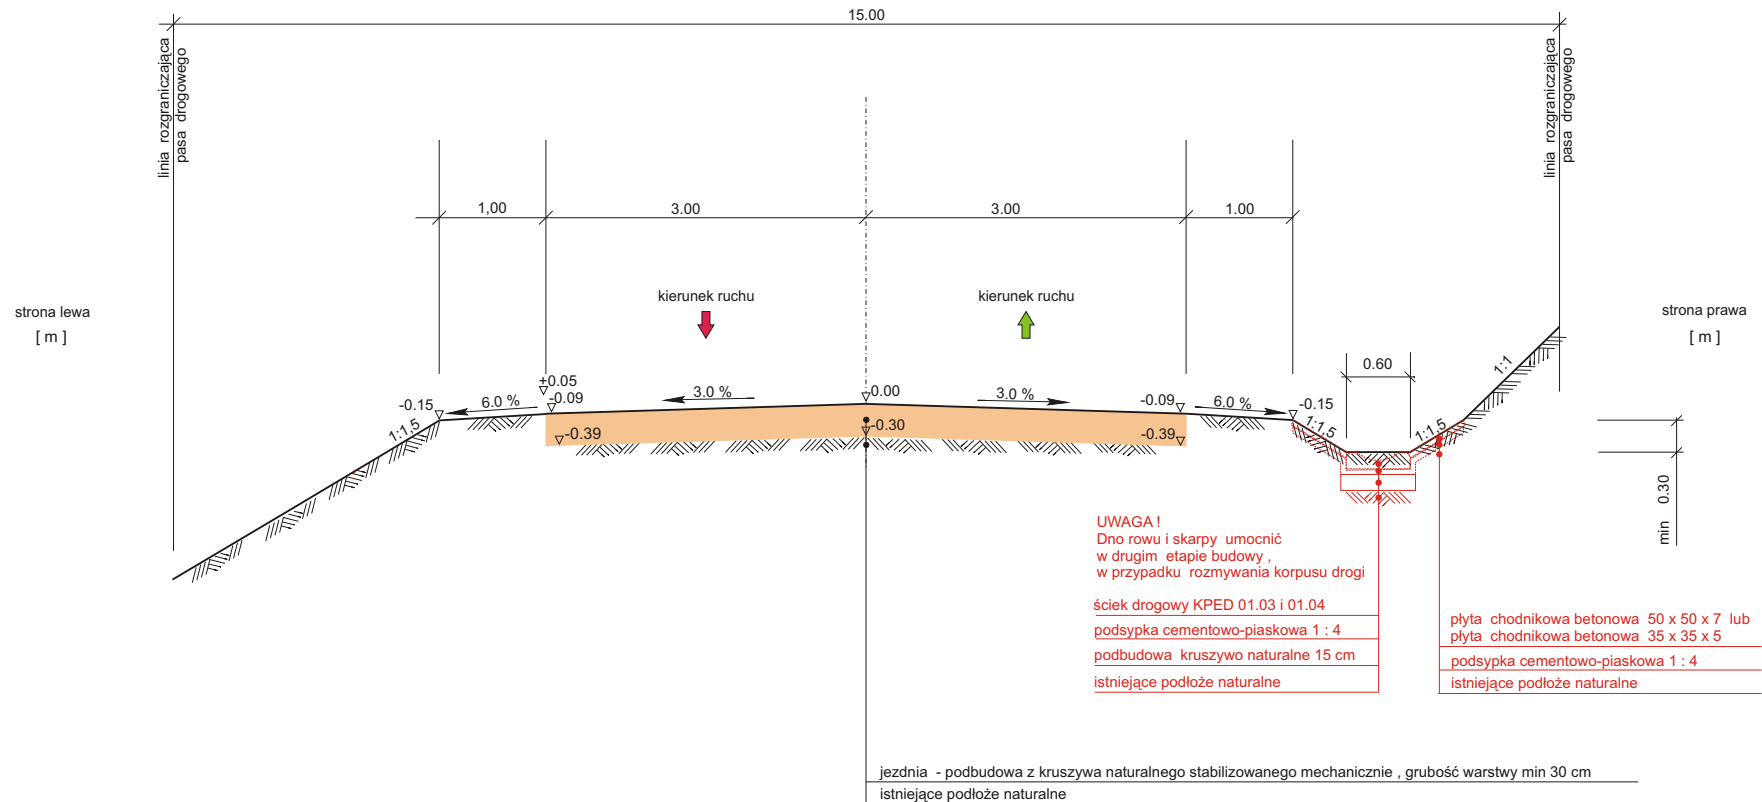 15.00
linia rozgraniczająca
pasa drogowego
linia rozgraniczająca
pasa drogowego
1,00
3.00
3.00
1.00
strona lewa
[ m ]
kierunek ruchu
kierunek ruchu
strona prawa
[ m ]
0.60
1:1
+0.05
-0.15
6.0 %
-0.09
3.0 %
0.00
3.0 %
-0.09
6.0 %
-0.15
1:1,5
-0.39
-0.30
-0.39
1:1,5
1:1,5
min 0.30
UWAGA !
Dno rowu i skarpy umocnić
w drugim etapie budowy ,
w przypadku rozmywania korpusu drogi
ściek drogowy KPED 01.03 i 01.04
podsypka cementowo-piaskowa 1 : 4
podbudowa kruszywo naturalne 15 cm
istniejące podłoże naturalne
płyta chodnikowa betonowa 50 x 50 x 7 lub
płyta chodnikowa betonowa 35 x 35 x 5
podsypka cementowo-piaskowa 1 : 4
istniejące podłoże naturalne
jezdnia - podbudowa z kruszywa naturalnego stabilizowanego mechanicznie , grubość warstwy min 30 cm
istniejące podłoże naturalne